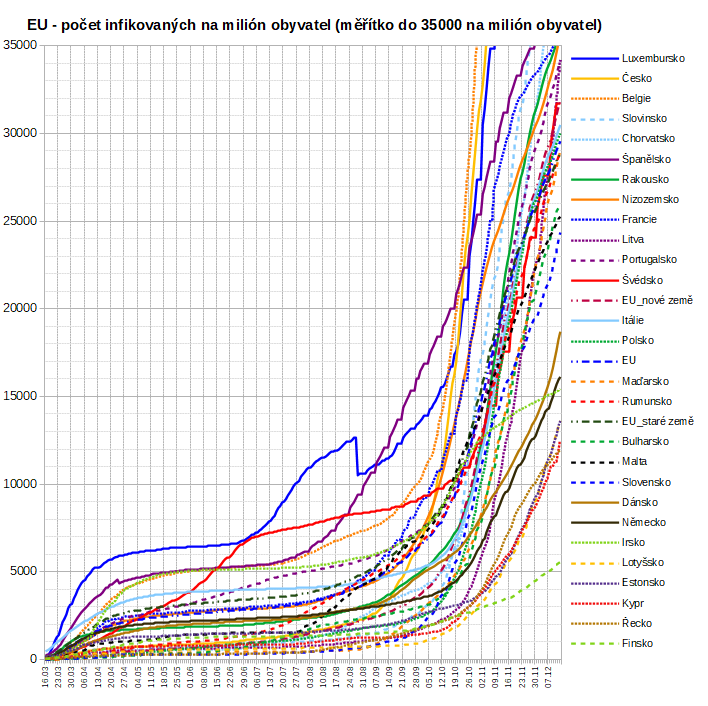 EU - počet infikovaných na milión obyvatel (měřítko do 35000 na milión obyvatel)
35000
30000
25000
20000
15000
10000
5000
0
16.03 23.03 30.03 06.04 13.04 20.04 27.04 04.05 11.05 18.05 25.05 01.06 08.06 15.06 22.06 29.06 06.07 13.07 20.07 27.07 03.08 10.08 17.08 24.08 31.08 07.09 14.09 21.09 28.09 05.10 12.10 19.10 26.10 02.11 09.11 16.11 23.11 30.11 07.12
Luxembursko
Česko
Belgie
Slovinsko
Chorvatsko
Španělsko
Rakousko
Nizozemsko
Francie
Litva
Portugalsko
Švédsko
EU_nové země
Itálie
Polsko
EU
Maďarsko
Rumunsko
EU_staré země
Bulharsko
Malta
Slovensko
Dánsko
Německo
Irsko
Lotyšsko
Estonsko
Kypr
Řecko
Finsko